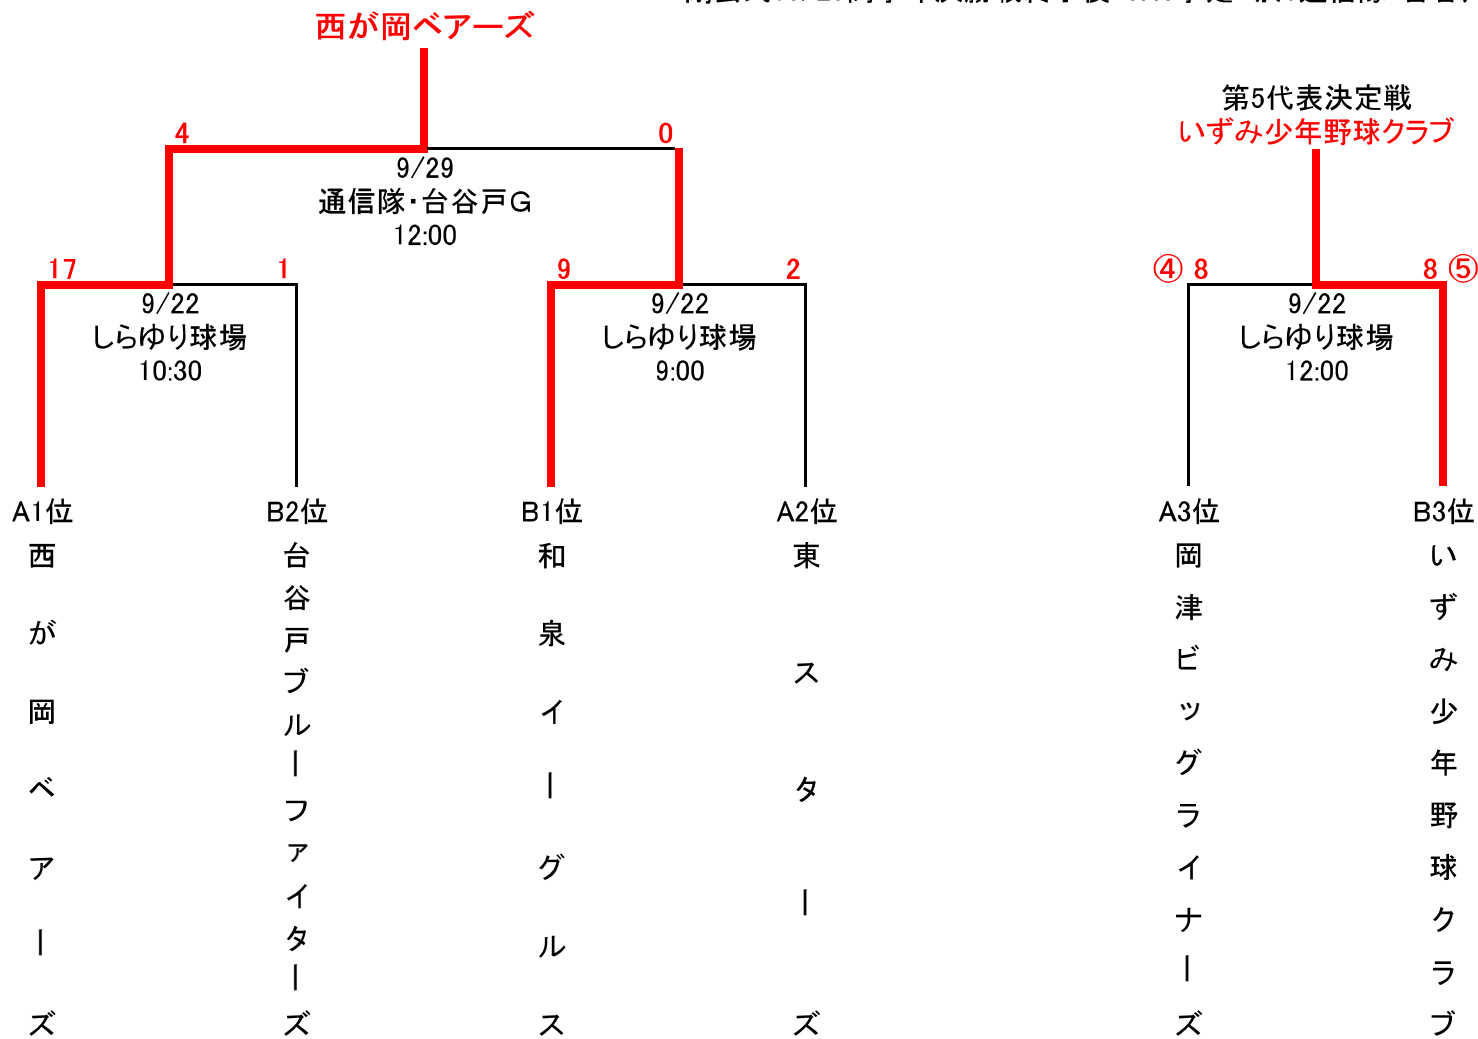 西が岡ベアーズ
第5代表決定戦
いずみ少年野球クラブ
4
0
9/29
通信隊・台谷戸G
12:00
17
1
9
2
④ 8
8 ⑤
9/22
しらゆり球場
10:30
9/22
しらゆり球場
9:00
9/22
しらゆり球場
12:00
A1位
B2位
B1位
A2位
A3位
B3位
西が岡ベアーズ
台谷戸ブルーファイターズ
和泉イーグルス
東スターズ
岡津ビッグライナーズ
いずみ少年野球クラブ